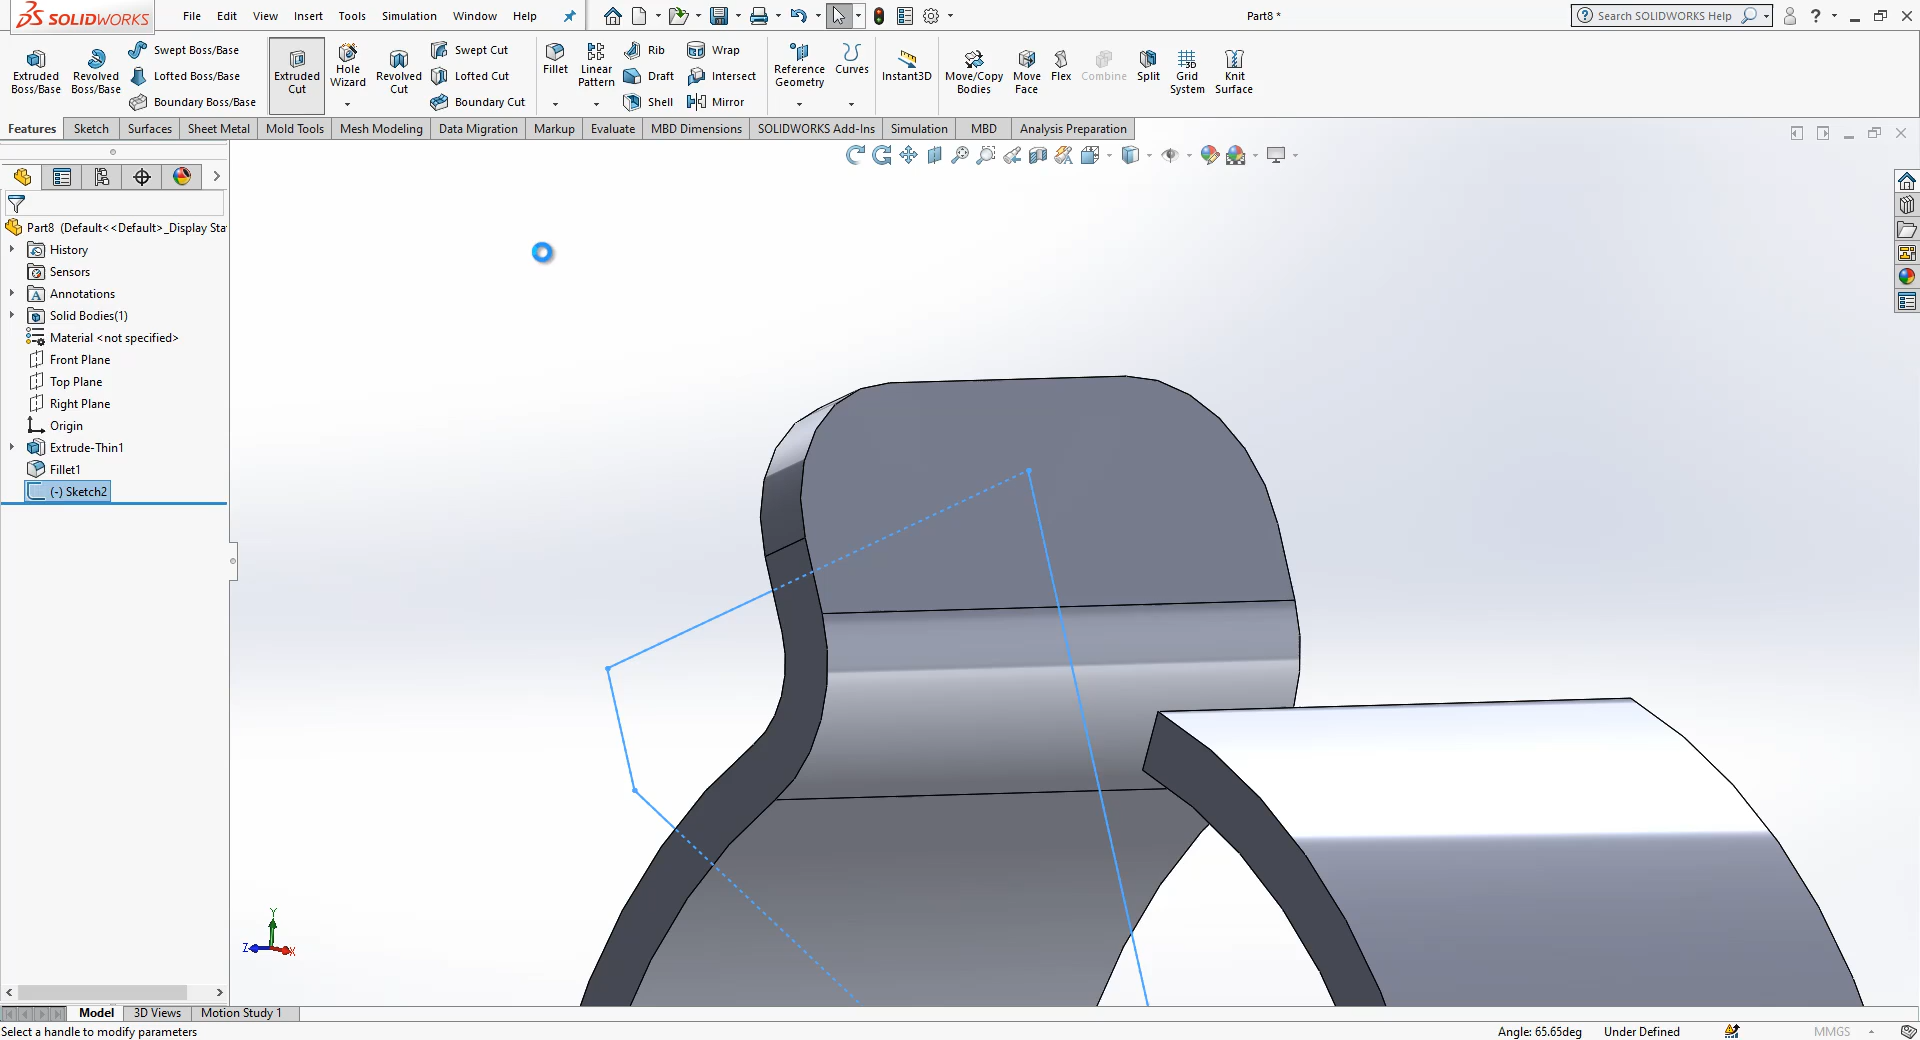 SOLIDWORKS File Edit View Insert Tools Simulation Window Help Part8 * Search SOLIDWORKS Help ?
Extruded Boss/Base
Revolved Boss/Base
Swept Boss/Base
Lofted Boss/Base
Boundary Boss/Base
Extruded Cut
Hole Wizard
Revolved Cut
Swept Cut
Lofted Cut
Boundary Cut
Fillet
Linear Pattern
Rib
Draft
Shell
Wrap
Intersect
Mirror
Reference Geometry
Curves
Instant3D
Move/Copy Bodies
Move Face
Flex
Combine
Split
Grid System
Knit Surface
Features Sketch Surfaces Sheet Metal Mold Tools Mesh Modeling Data Migration Markup Evaluate MBD Dimensions SOLIDWORKS Add-Ins Simulation MBD Analysis Preparation
Part8 (Default<<Default>_Display Sta
History
Sensors
Annotations
Solid Bodies(1)
Material <not specified>
Front Plane
Top Plane
Right Plane
Origin
Extrude-Thin1
Fillet1
(-) Sketch2
Y
Z X
Model 3D Views Motion Study 1
Select a handle to modify parameters Angle: 65.65deg Under Defined MMGS